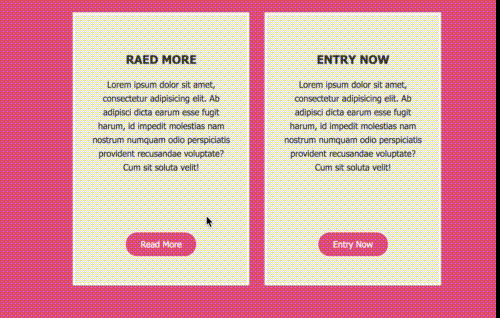 RAED MORE
Lorem ipsum dolor sit amet,
consectetur adipisicing elit. Ab
adipisci dicta earum esse fugit
harum, id impedit molestias nam
nostrum numquam odio perspiciatis
provident recusandae voluptate?
Cum sit soluta velit!
Read More
ENTRY NOW
Lorem ipsum dolor sit amet,
consectetur adipisicing elit. Ab
adipisci dicta earum esse fugit
harum, id impedit molestias nam
nostrum numquam odio perspiciatis
provident recusandae voluptate?
Cum sit soluta velit!
Entry Now